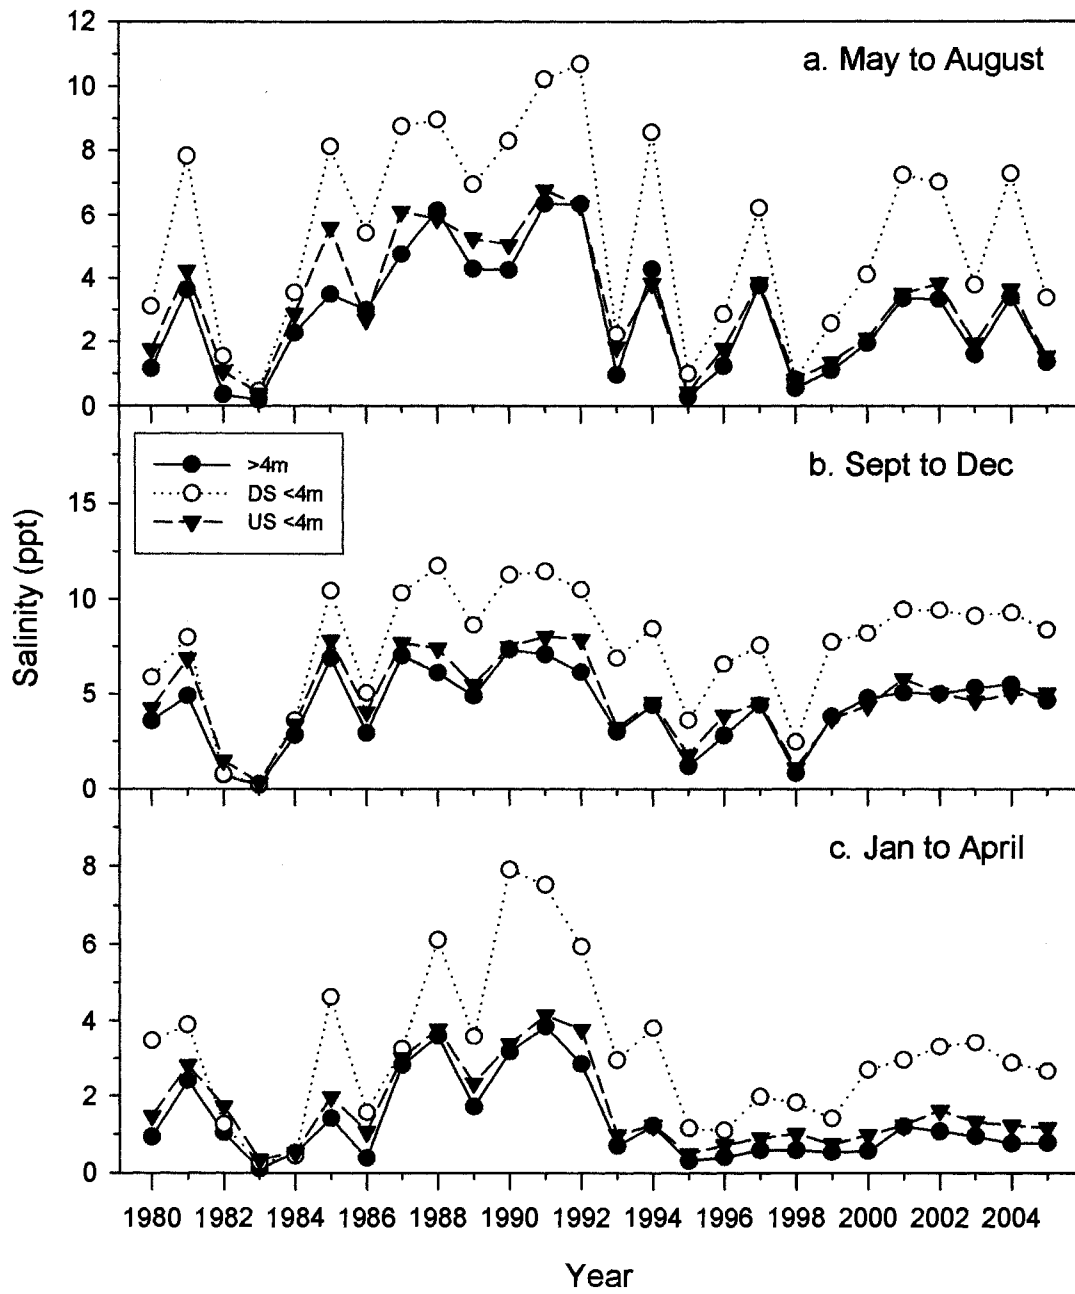 12
a. May to August
10
8
6
4
2
0
b. Sept to Dec
>4m
DS <4m
US <4m
15
10
5
0
Salinity (ppt)
c. Jan to April
8
6
4
2
0
1980 1982 1984 1986 1988 1990 1992 1994 1996 1998 2000 2002 2004
Year